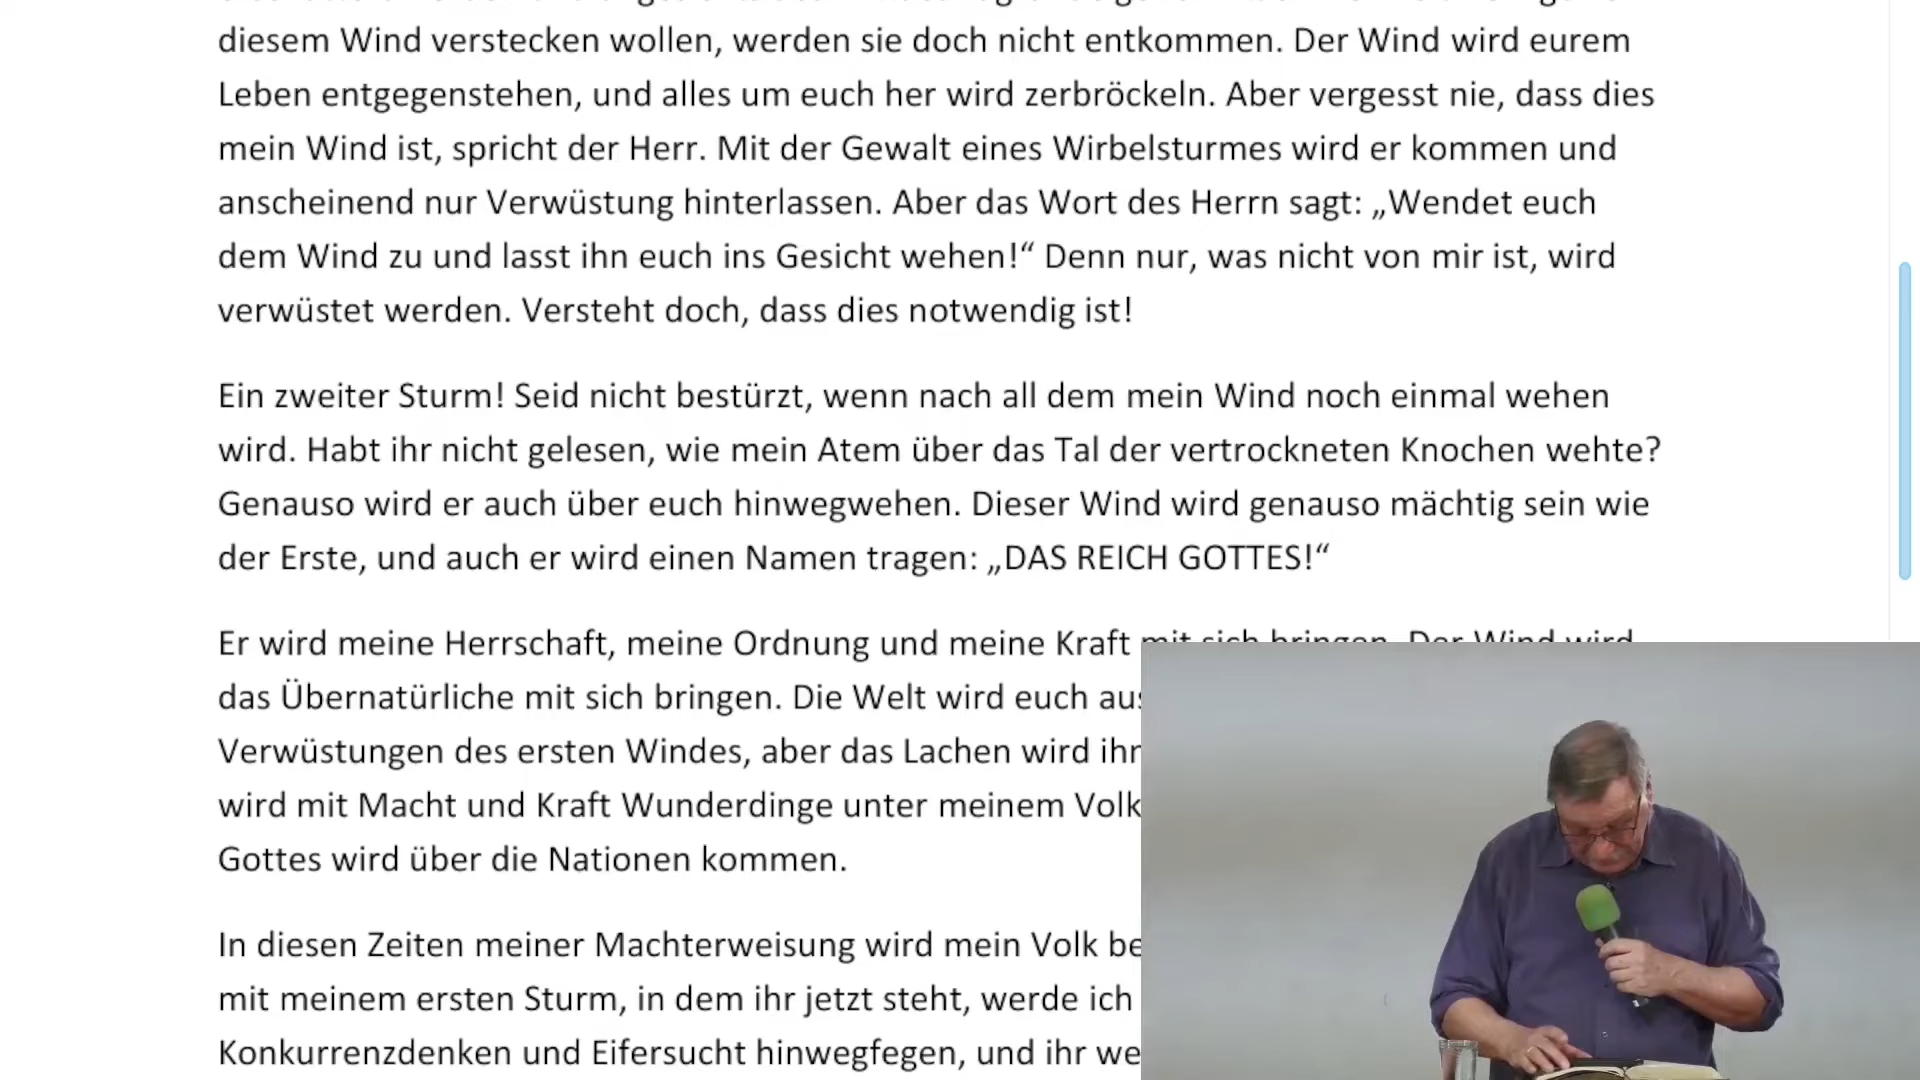 diesem Wind verstecken wollen, werden sie doch nicht entkommen. Der Wind wird eurem
Leben entgegenstehen, und alles um euch her wird zerbröckeln. Aber vergesst nie, dass dies
mein Wind ist, spricht der Herr. Mit der Gewalt eines Wirbelsturmes wird er kommen und
anscheinend nur Verwüstung hinterlassen. Aber das Wort des Herrn sagt: „Wendet euch
dem Wind zu und lasst ihn euch ins Gesicht wehen!“ Denn nur, was nicht von mir ist, wird
verwüstet werden. Versteht doch, dass dies notwendig ist!
Ein zweiter Sturm! Seid nicht bestürzt, wenn nach all dem mein Wind noch einmal wehen
wird. Habt ihr nicht gelesen, wie mein Atem über das Tal der vertrockneten Knochen wehte?
Genauso wird er auch über euch hinwegwehen. Dieser Wind wird genauso mächtig sein wie
der Erste, und auch er wird einen Namen tragen: „DAS REICH GOTTES!“
Er wird meine Herrschaft, meine Ordnung und meine Kraft mit sich bringen. Der Wind wird
das Übernatürliche mit sich bringen. Die Welt wird euch
Verwüstungen des ersten Windes, aber das Lachen wird
wird mit Macht und Kraft Wunderdinge unter meinem Volk
Gottes wird über die Nationen kommen.
In diesen Zeiten meiner Machterweisung wird mein Volk
mit meinem ersten Sturm, in dem ihr jetzt steht, werde ich
Konkurrenzdenken und Eifersucht hinwegfegen, und ihr